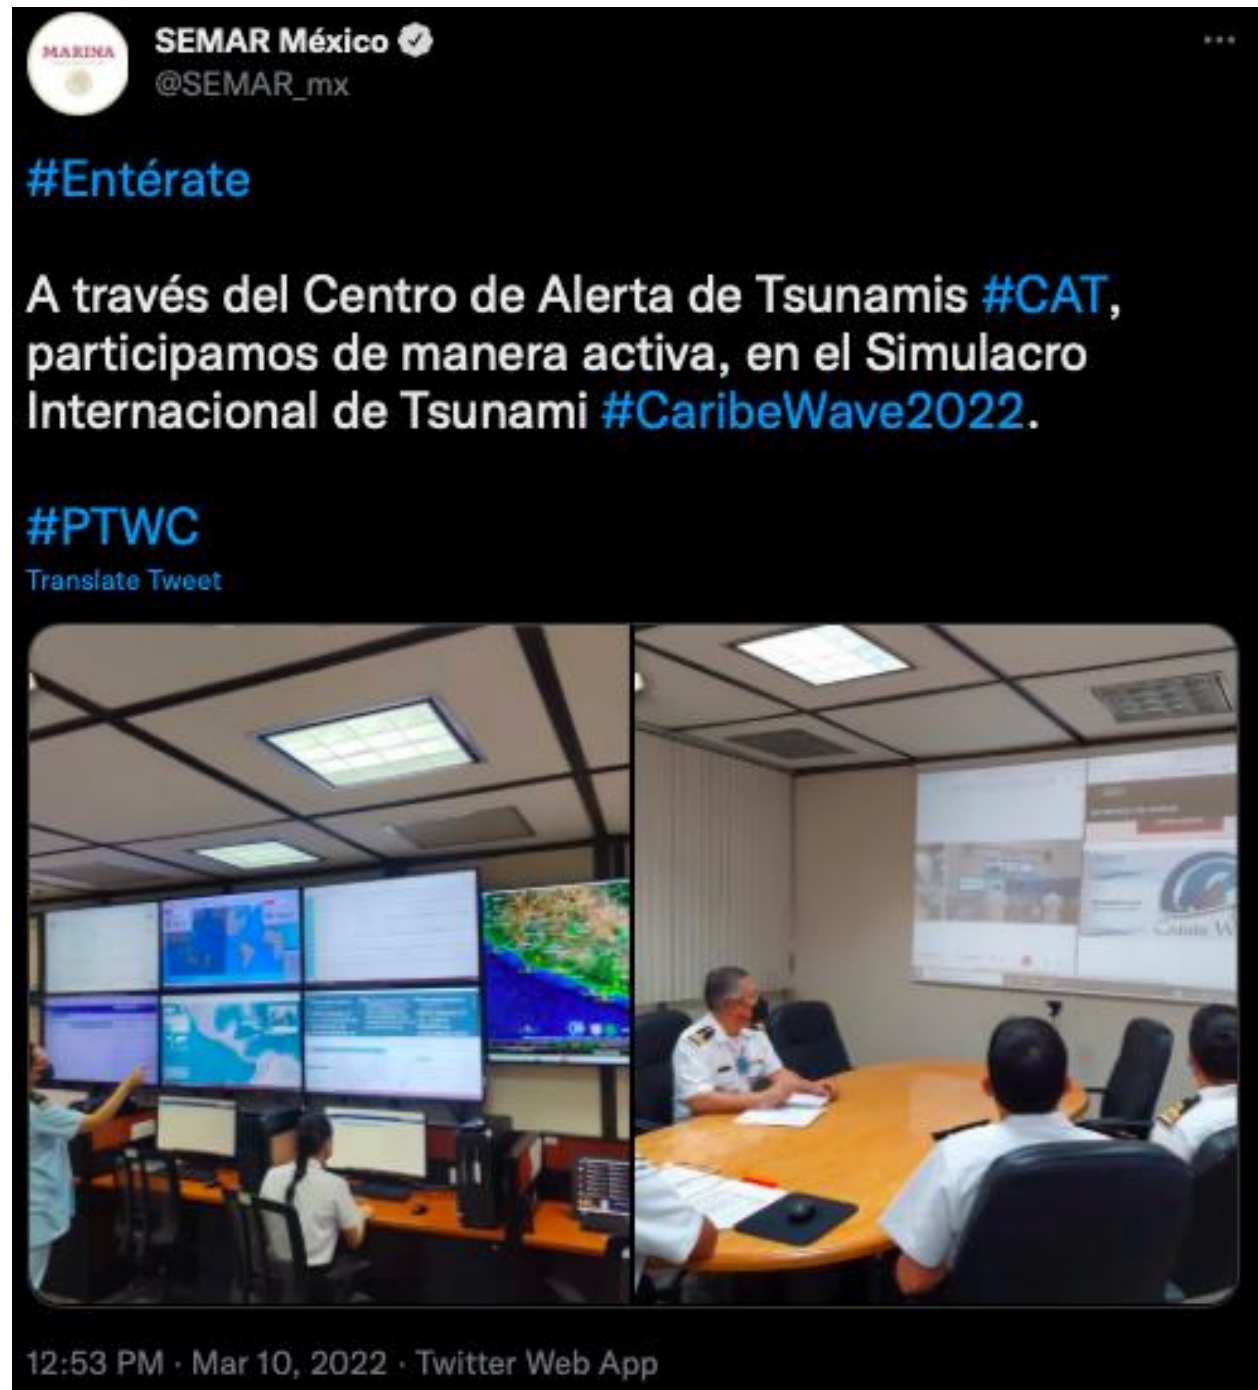 MARINA
SEMAR México
@SEMAR_mx
#Entérate
A través del Centro de Alerta de Tsunamis #CAT,
participamos de manera activa, en el Simulacro
Internacional de Tsunami #CaribeWave2022.
#PTWC
Translate Tweet
12:53 PM · Mar 10, 2022 · Twitter Web App